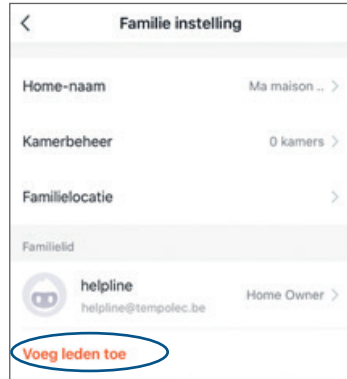 Familie instelling
Home-naam Ma maison .. >
Kamerbeheer 0 kamers >
Familielocatie >
Familielid
helpline
helpline@tempolec.be
Home Owner >
Voeg leden toe